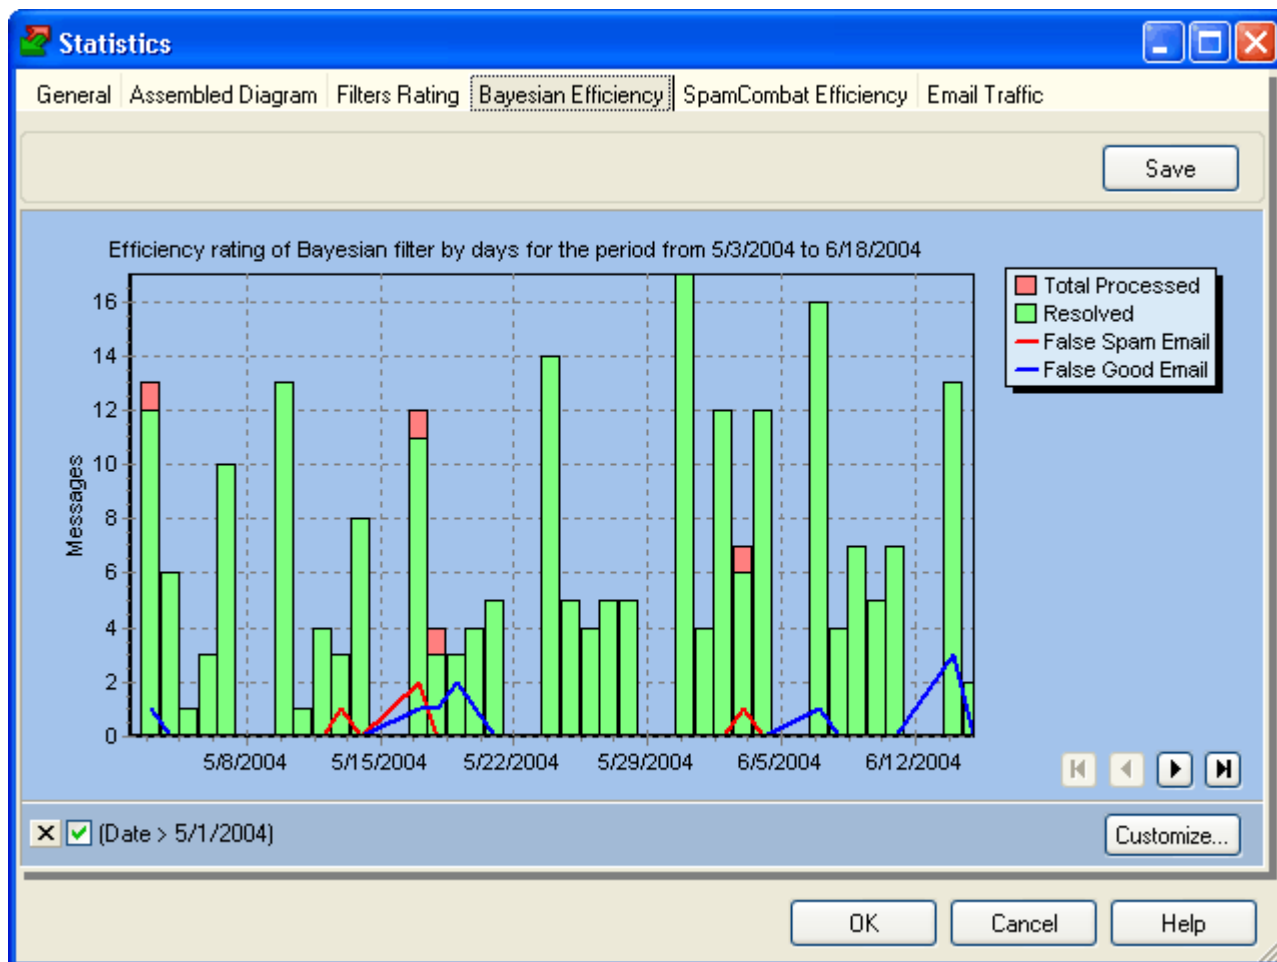 Statistics
General Assembled Diagram Filters Rating Bayesian Efficiency SpamCombat Efficiency Email Traffic
Save
Efficiency rating of Bayesian filter by days for the period from 5/3/2004 to 6/18/2004
Total Processed
Resolved
False Spam Email
False Good Email
Messages
16
14
12
10
8
6
4
2
0
5/8/2004 5/15/2004 5/22/2004 5/29/2004 6/5/2004 6/12/2004
(Date > 5/1/2004)
Customize...
OK Cancel Help